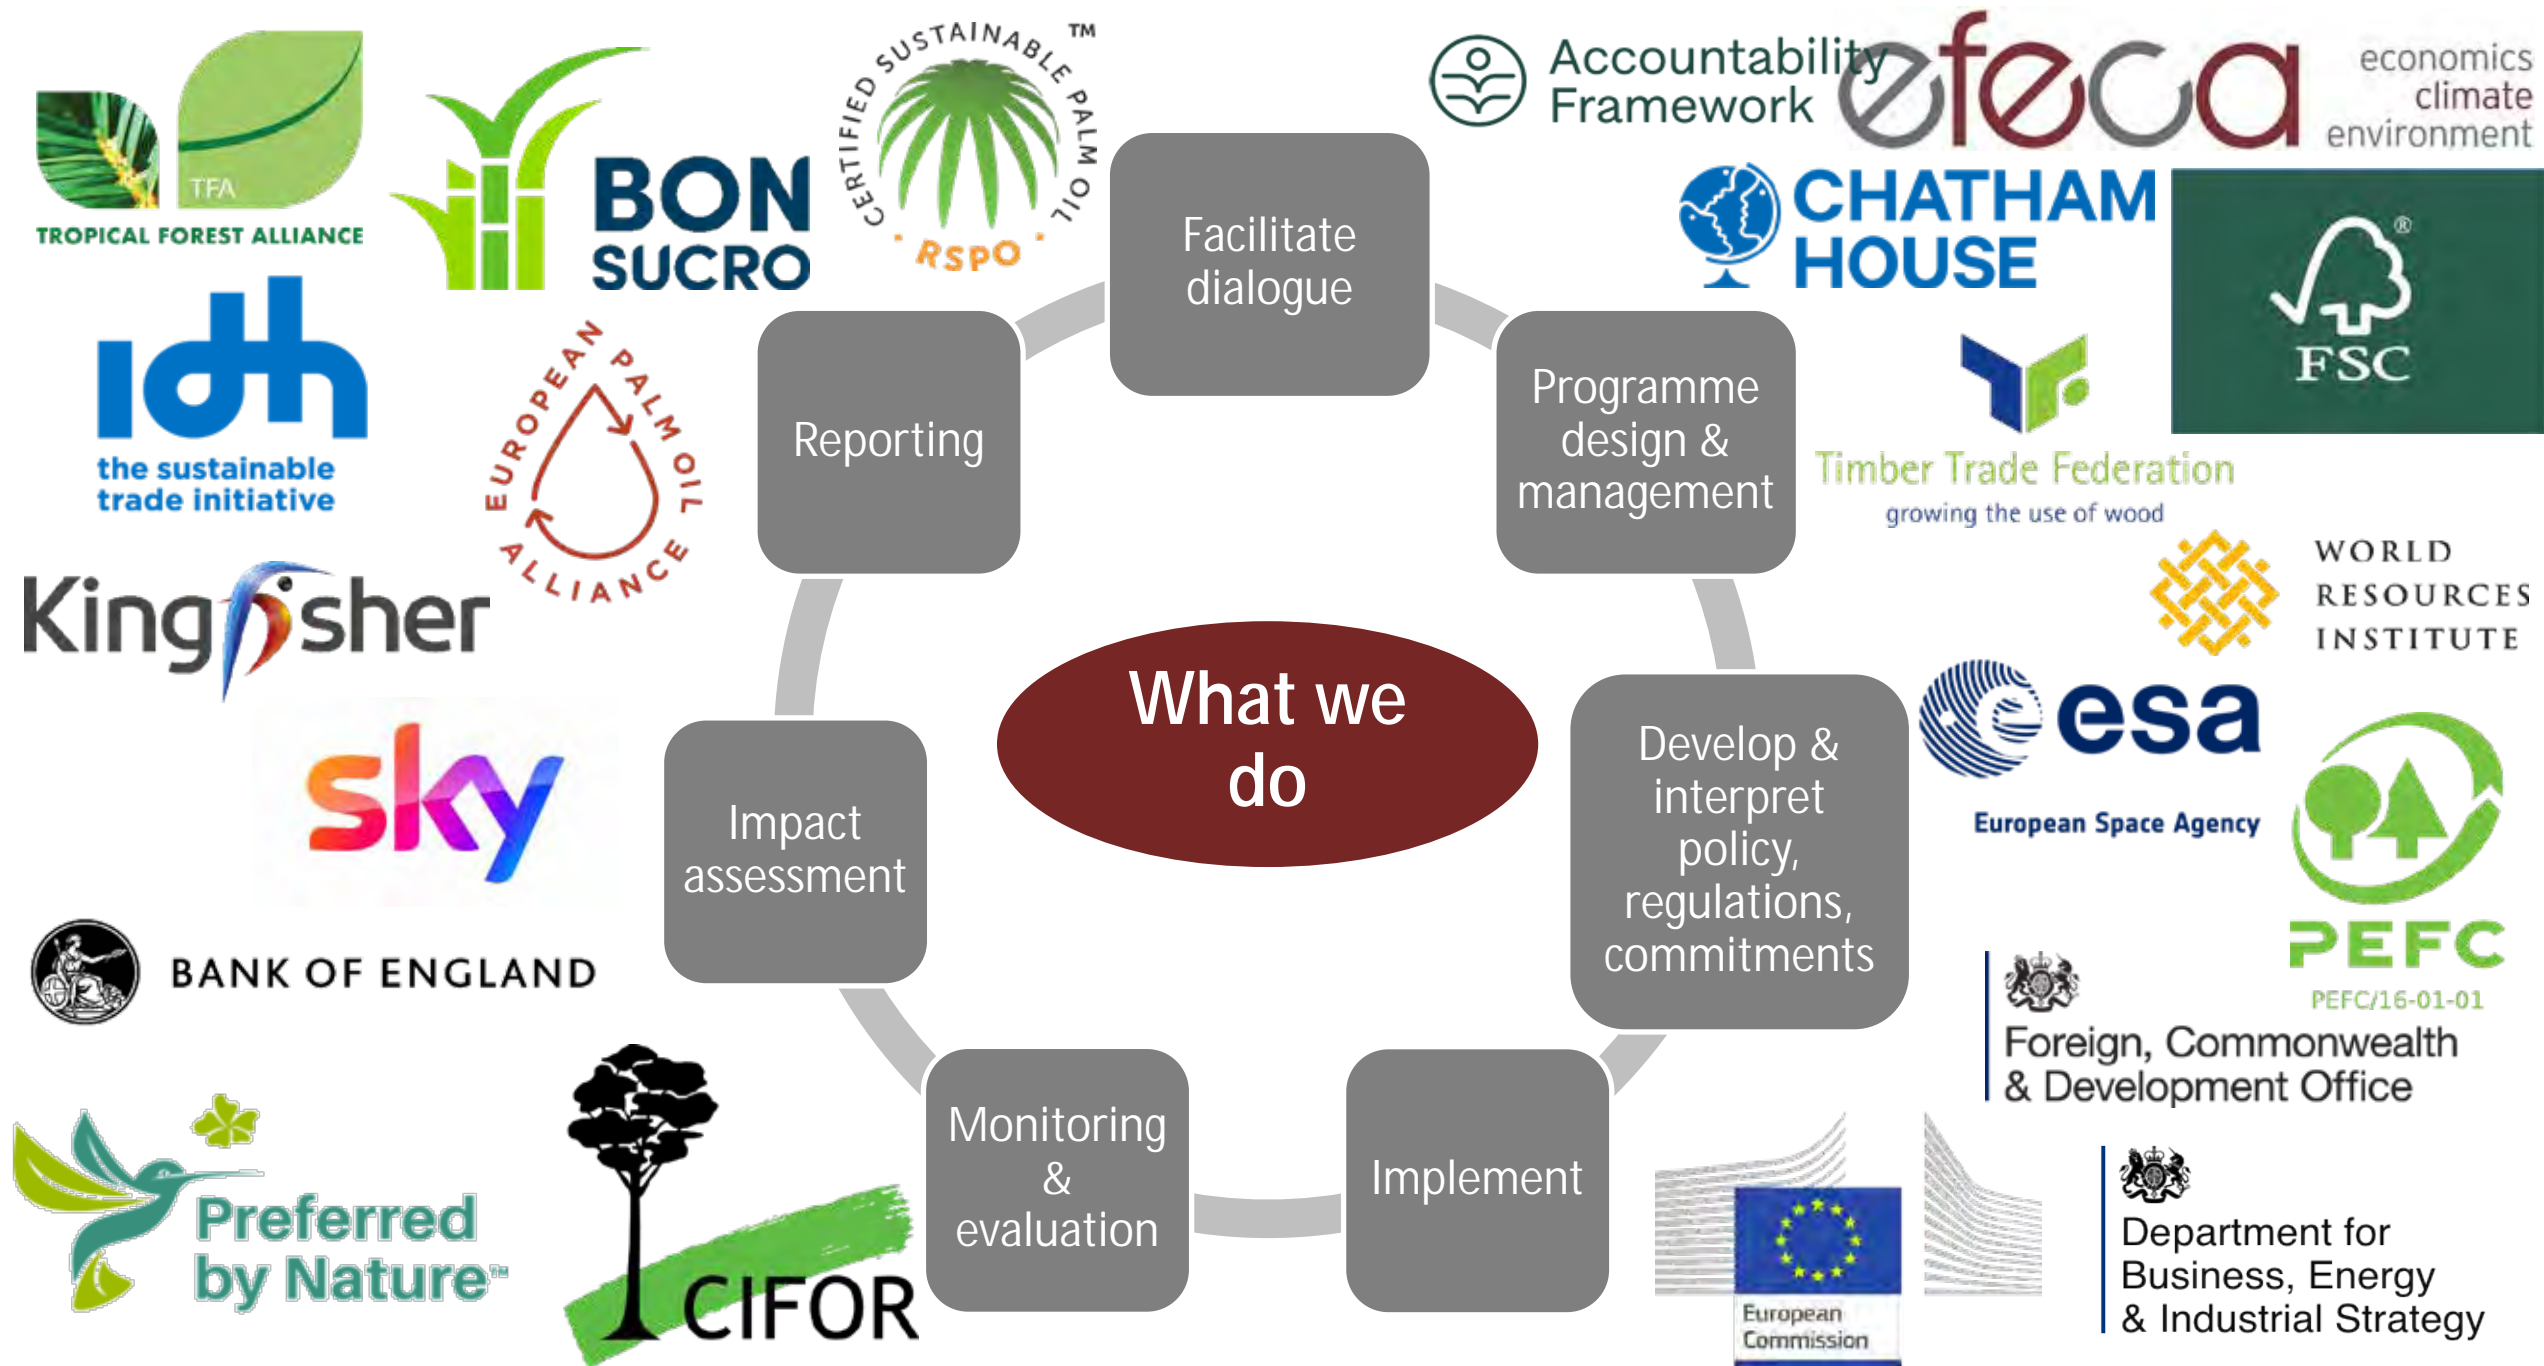 TFA
TROPICAL FOREST ALLIANCE
BON
SUCRO
CERTIFIED SUSTAINABLE PALM OIL
TM
· RSPO ·
Accountability
Framework
efeca
economics
climate
environment
CHATHAM
HOUSE
®
FSC
idh
the sustainable
trade initiative
EUROPEAN PALM OIL
ALLIANCE
Timber Trade Federation
growing the use of wood
WORLD
RESOURCES
INSTITUTE
Kingfisher
sky
esa
European Space Agency
BANK OF ENGLAND
PEFC
PEFC/16-01-01
Foreign, Commonwealth
& Development Office
Preferred
by Nature™
CIFOR
European
Commission
Department for
Business, Energy
& Industrial Strategy
What we
do
Facilitate
dialogue
Programme
design &
management
Develop &
interpret
policy,
regulations,
commitments
Implement
Monitoring
&
evaluation
Impact
assessment
Reporting